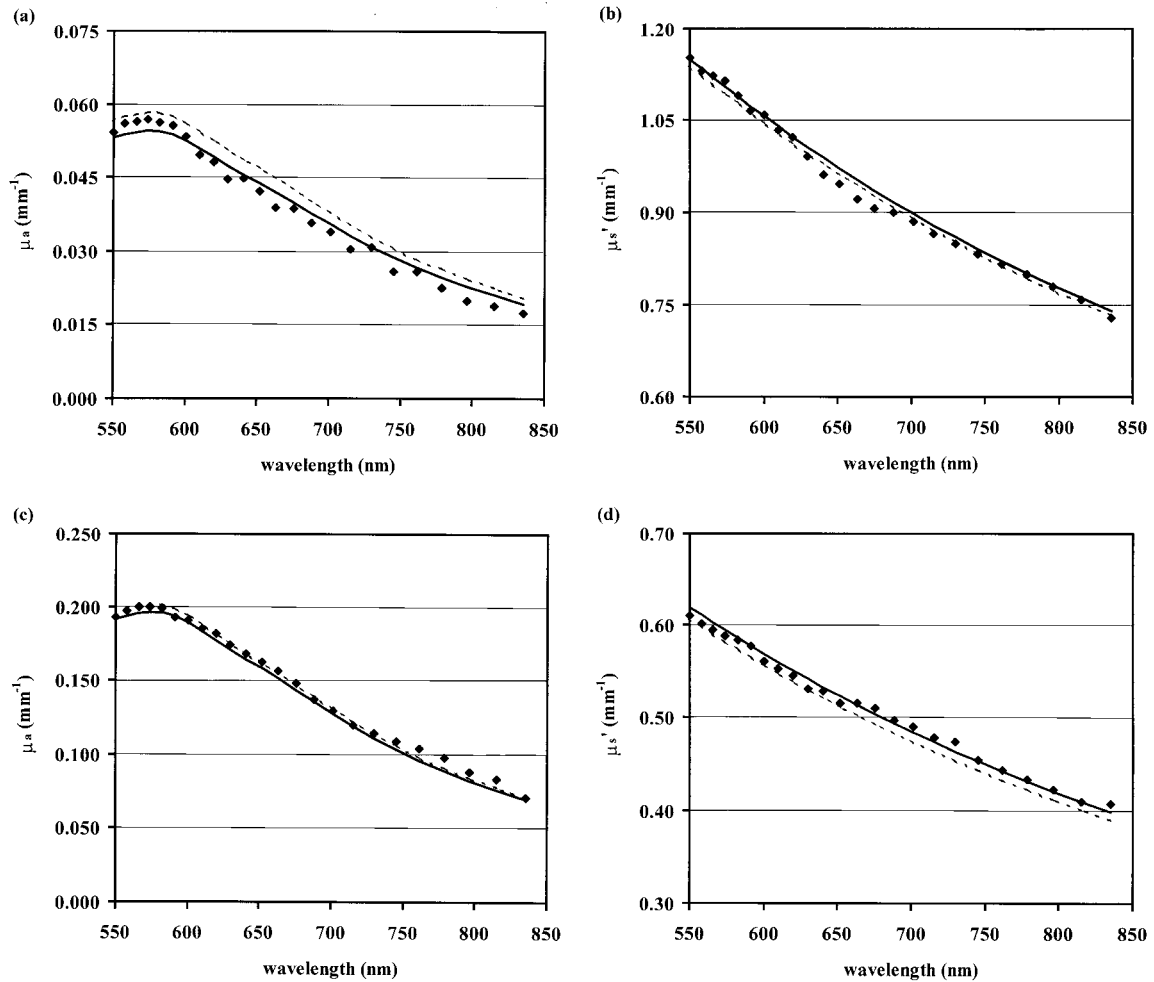 (a)
0.075
0.060
0.045
0.030
0.015
0.000
μa (mm-1)
550 600 650 700 750 800 850
wavelength (nm)
(b)
1.20
1.05
0.90
0.75
0.60
μs' (mm-1)
550 600 650 700 750 800 850
wavelength (nm)
(c)
0.250
0.200
0.150
0.100
0.050
0.000
μa (mm-1)
550 600 650 700 750 800 850
wavelength (nm)
(d)
0.70
0.60
0.50
0.40
0.30
μs' (mm-1)
550 600 650 700 750 800 850
wavelength (nm)